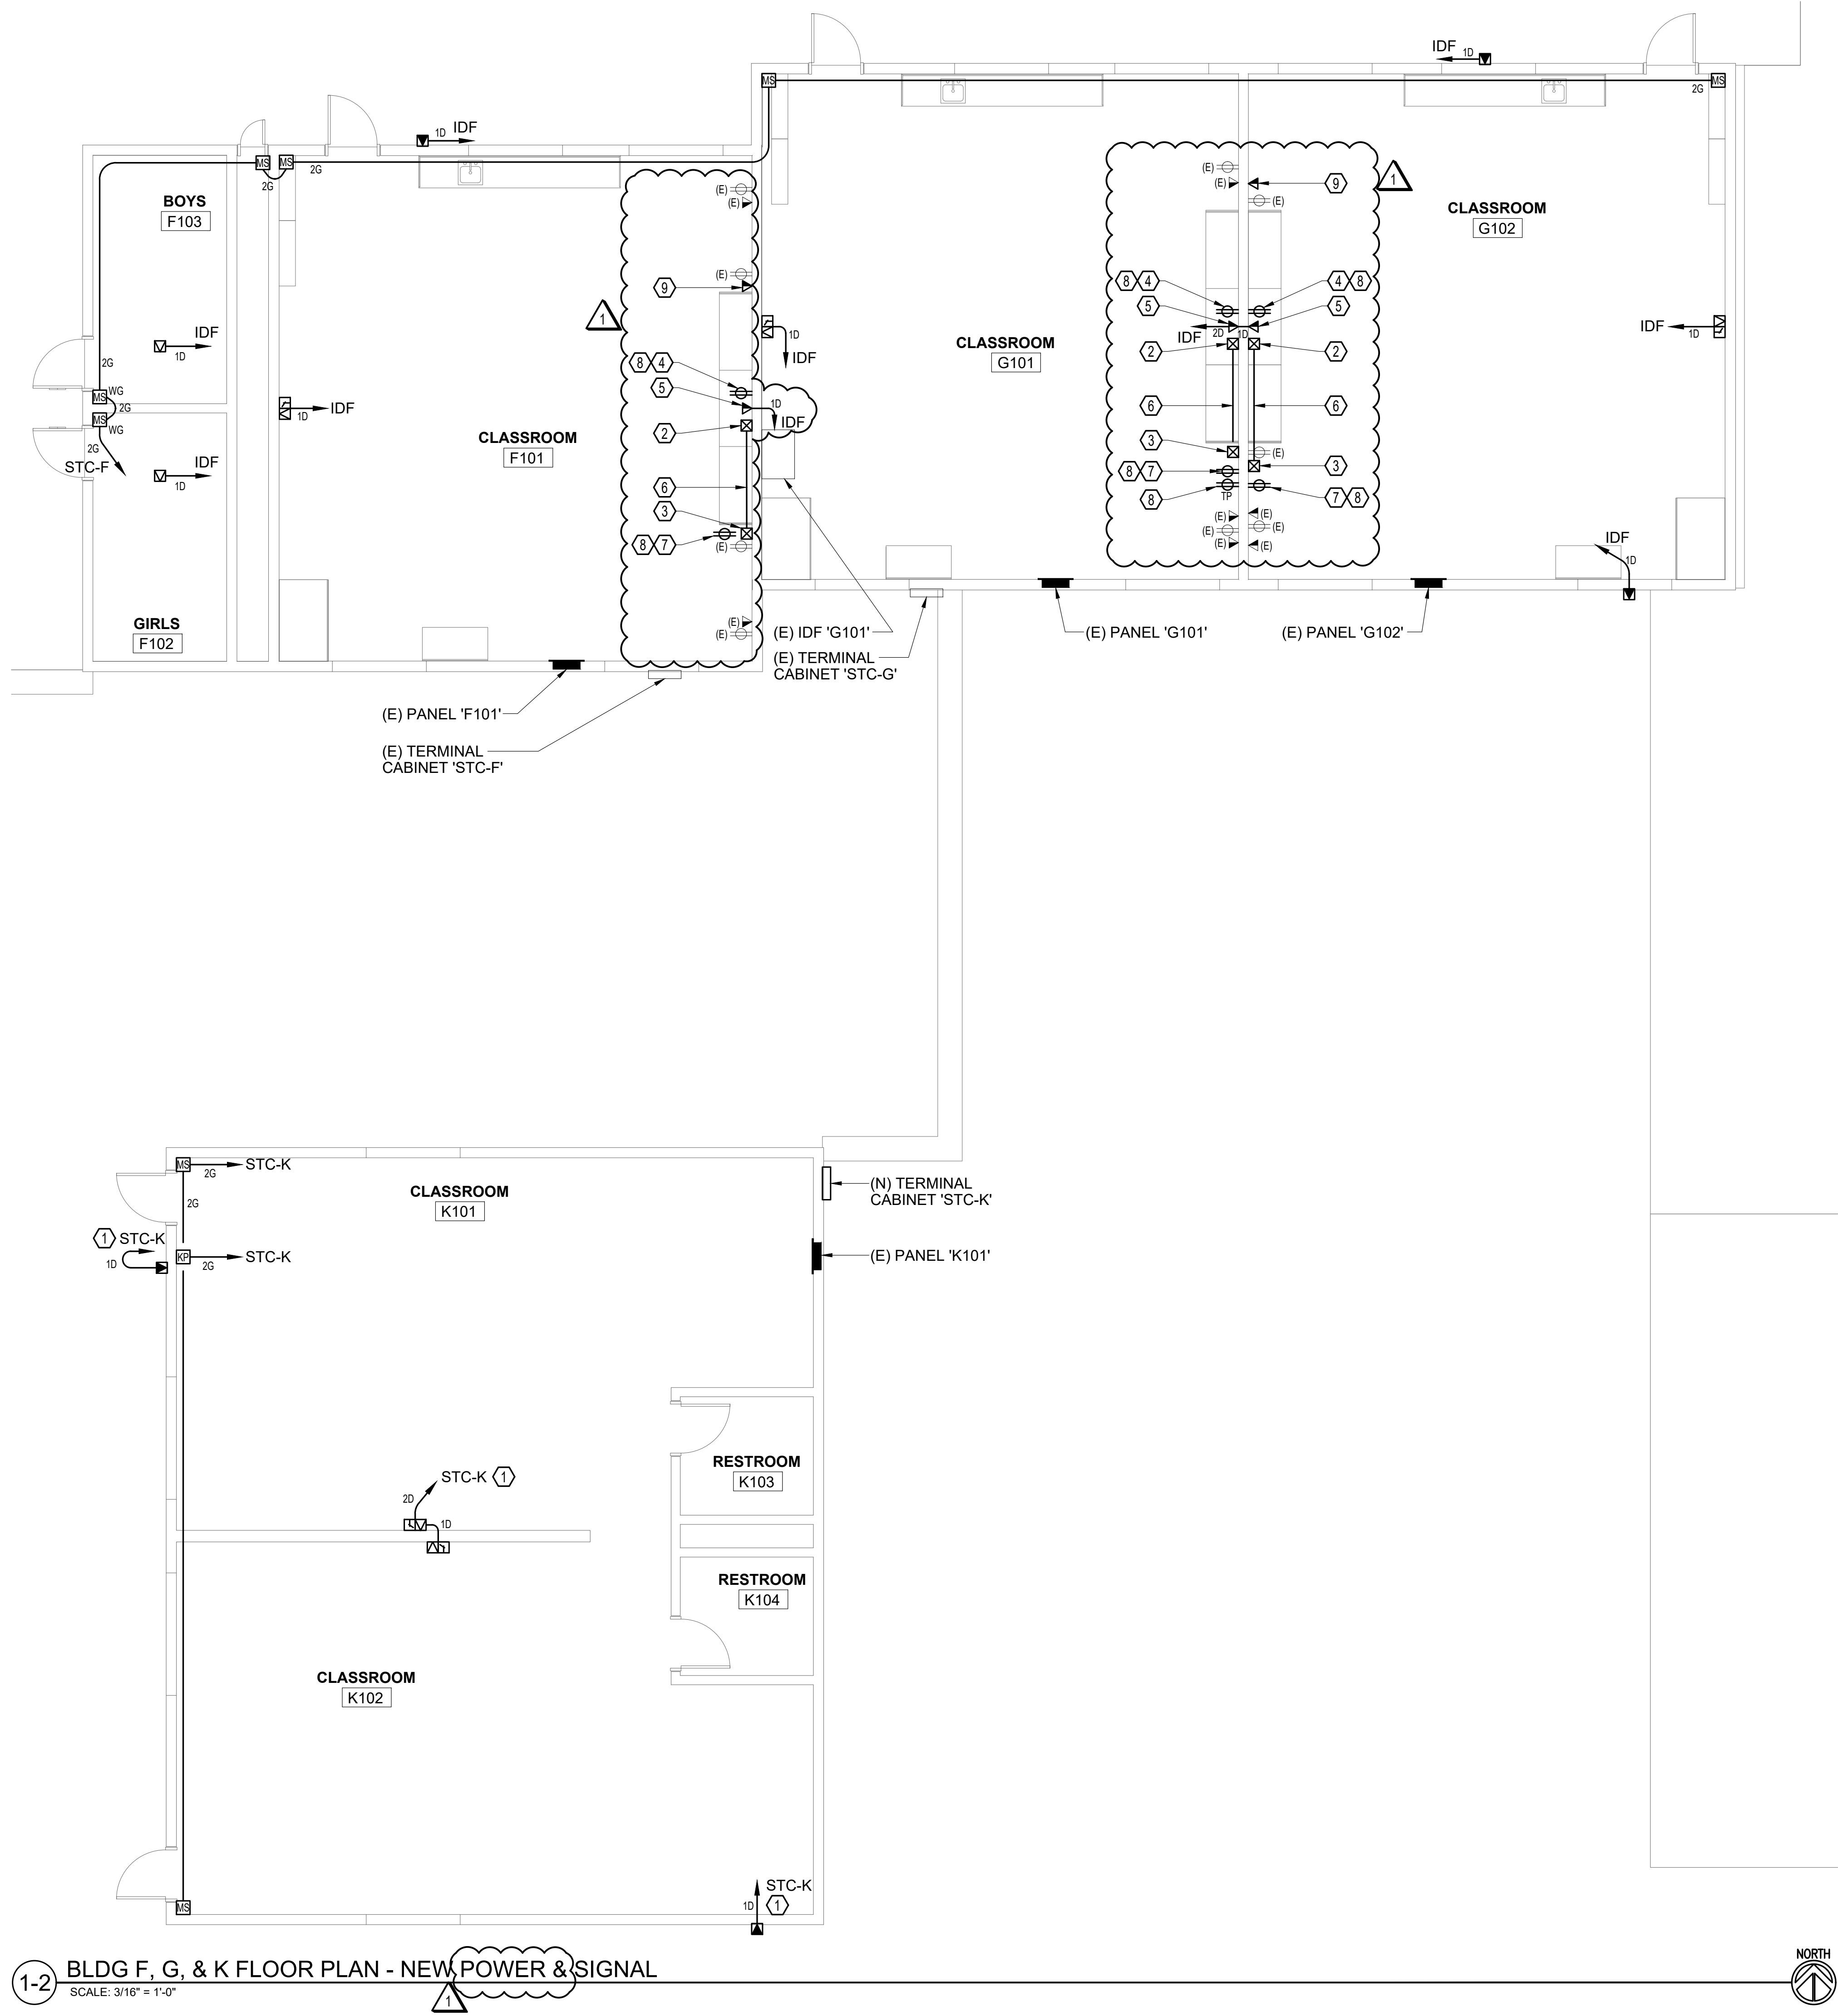 IDF 1D
MS
MS
2G
1D IDF
MS
MS
2G
2G
BOYS
F103
(E)
(E)
(E)
(E)
9
1
(E)
CLASSROOM
G102
(E)
9
1
8 4
4 8
5
5
IDF
2D
1D
IDF
1D
IDF
1D
IDF
1D
2G
CLASSROOM
G101
2
2
1D
IDF
8 4
5
1D
IDF
2
WG
MS
2G
MS
WG
2G
STC-F
IDF
1D
IDF
1D
CLASSROOM
F101
6
6
3
(E)
3
8 7
8
TP
7 8
6
3
8 7
(E)
(E)
(E)
(E)
(E)
(E)
(E)
IDF
1D
GIRLS
F102
(E)
(E)
(E) IDF 'G101'
(E) TERMINAL
CABINET 'STC-G'
(E) PANEL 'G101'
(E) PANEL 'G102'
(E) PANEL 'F101'
(E) TERMINAL
CABINET 'STC-F'
MS
2G
STC-K
2G
CLASSROOM
K101
(N) TERMINAL
CABINET 'STC-K'
1 STC-K
1D
KP
2G
STC-K
(E) PANEL 'K101'
RESTROOM
K103
STC-K 1
2D
1D
RESTROOM
K104
CLASSROOM
K102
STC-K
1D
1
MS
NORTH
1-2
BLDG F, G, & K FLOOR PLAN - NEW POWER & SIGNAL
SCALE: 3/16" = 1'-0"
1